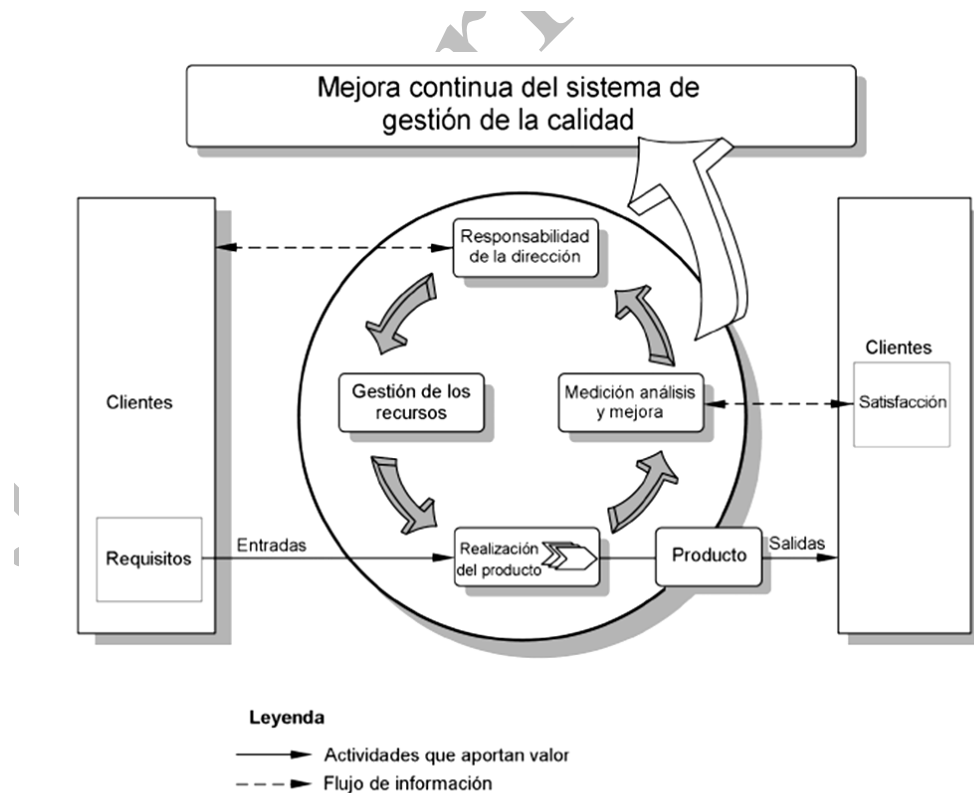 Mejora continua del sistema de
gestión de la calidad
Responsabilidad
de la dirección
Clientes
Gestión de los
recursos
Medición análisis
y mejora
Clientes
Satisfacción
Requisitos
Entradas
Realización
del producto
Producto
Salidas
Leyenda
Actividades que aportan valor
Flujo de información